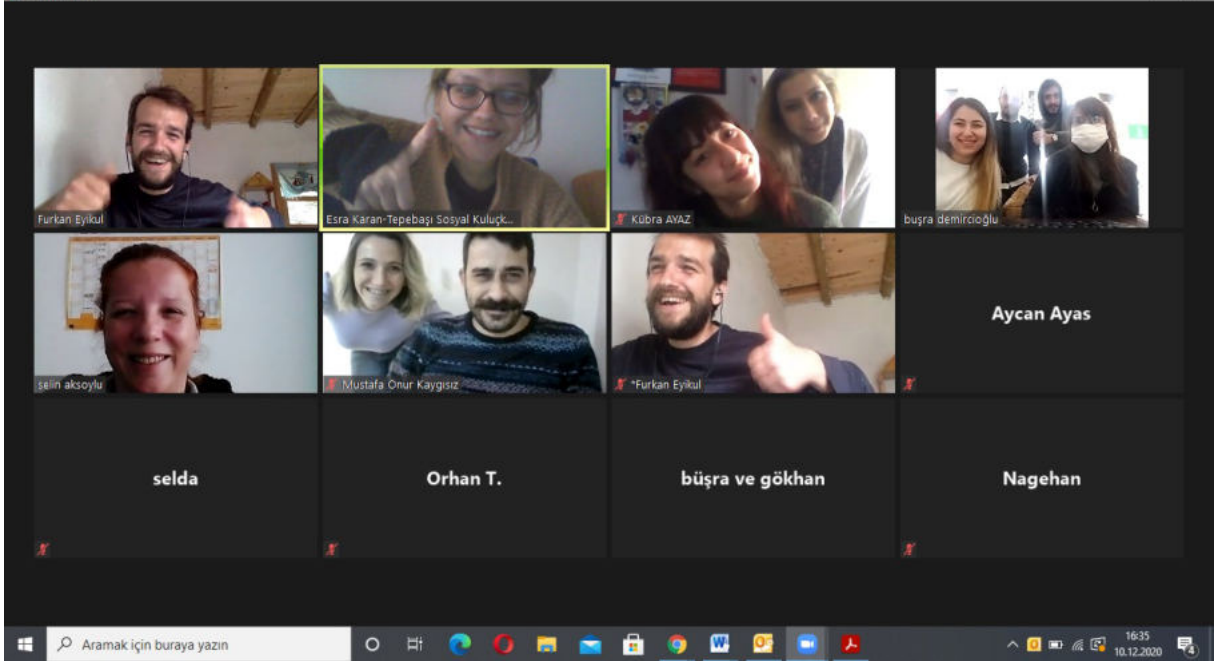 Furkan Eyikul
Esra Karan-Tepebaşı Sosyal Kuluçk...
Kübra AYAZ
buşra demircioğlu
selin aksoylu
Mustafa Onur Kaygısız
*Furkan Eyikul
Aycan Ayas
selda
Orhan T.
büşra ve gökhan
Nagehan
Aramak için buraya yazın
16:35
10.12.2020
4